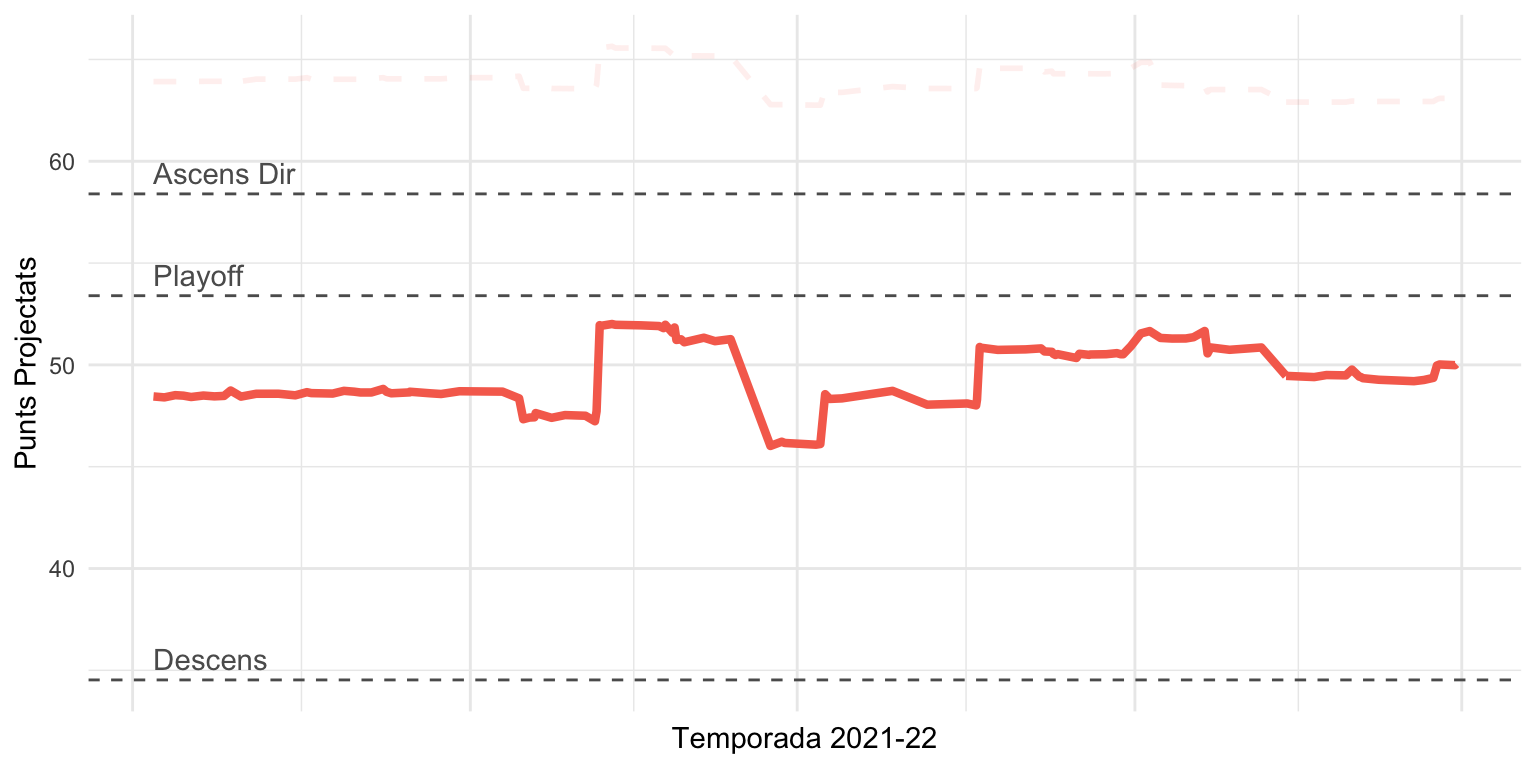 60
Ascens Dir
Playoff
50
40
Descens
Punts Projectats
Temporada 2021-22